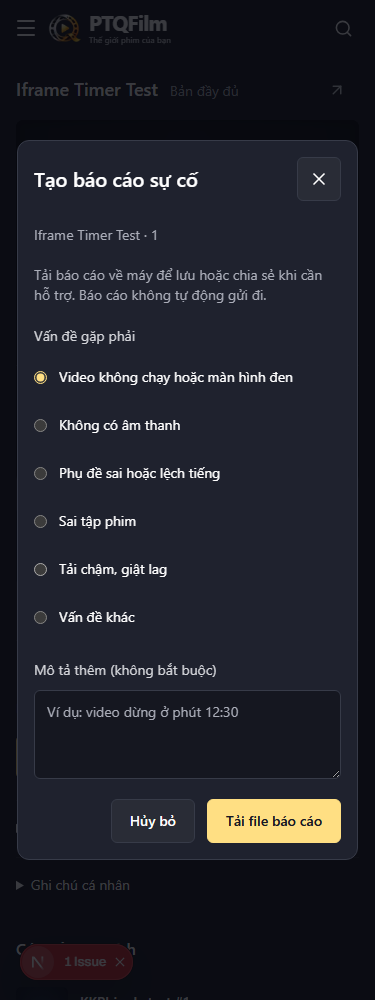 PTQFilm
Thế giới phim của bạn
Iframe Timer Test Bản đầy đủ
Tạo báo cáo sự cố
Iframe Timer Test · 1
Tải báo cáo về máy để lưu hoặc chia sẻ khi cần
hỗ trợ. Báo cáo không tự động gửi đi.
Vấn đề gặp phải
Video không chạy hoặc màn hình đen
Không có âm thanh
Phụ đề sai hoặc lệch tiếng
Sai tập phim
Tải chậm, giật lag
Vấn đề khác
Mô tả thêm (không bắt buộc)
Ví dụ: video dừng ở phút 12:30
Hủy bỏ
Tải file báo cáo
Ghi chú cá nhân
N 1 Issue